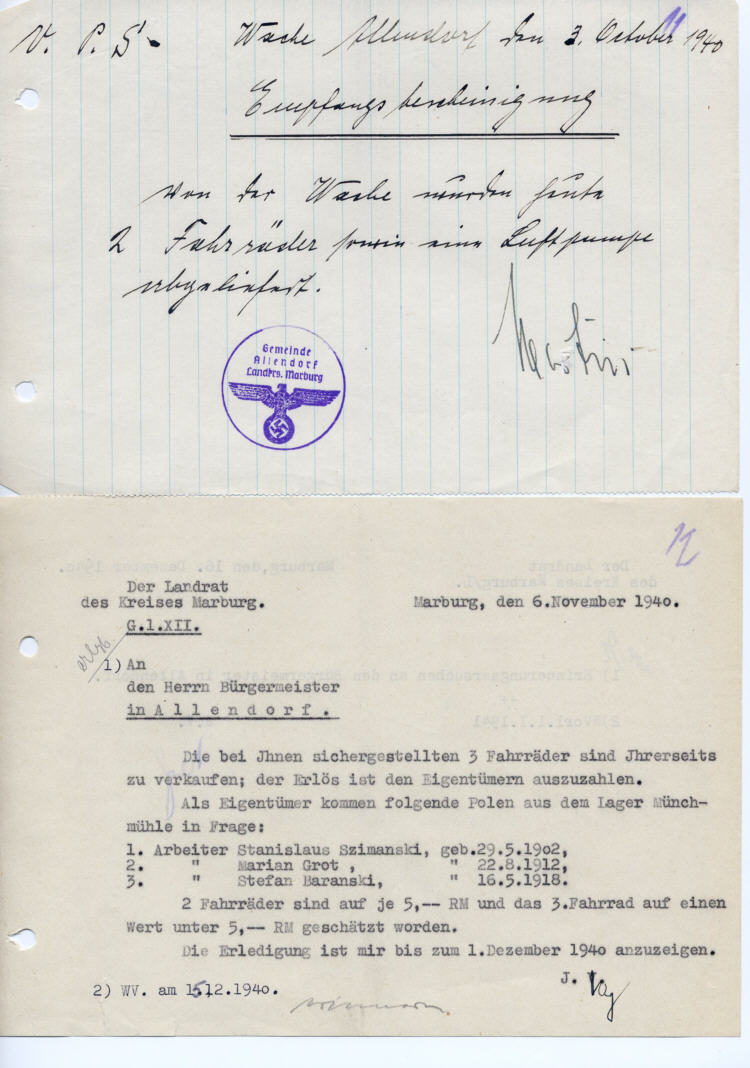 V. P. S.
Wache Allendorf den 3. October 1940
11
Empfangsbescheinigung
von der Wache wurden heute
2 Fahrräder sowie eine Luftpumpe
abgeliefert.
Gemeinde
Allendorf
Landkrs. Marburg
12
Der Landrat
des Kreises Marburg.
Marburg, den 6.November 1940.
G.1.XII.
1) An
den Herrn Bürgermeister
in A l l e n d o r f .
Die bei Jhnen sichergestellten 3 Fahrräder sind Jhrerseits
zu verkaufen; der Erlös ist den Eigentümern auszuzahlen.
Als Eigentümer kommen folgende Polen aus dem Lager Münch-
mühle in Frage:
1. Arbeiter Stanislaus Szimanski, geb.29.5.1902,
2. " Marian Grot , " 22.8.1912,
3. " Stefan Baranski, " 16.5.1918.
2 Fahrräder sind auf je 5,-- RM und das 3.Fahrrad auf einen
Wert unter 5,-- RM geschätzt worden.
Die Erledigung ist mir bis zum 1.Dezember 1940 anzuzeigen.
J. V.
2) WV. am 15.12.1940.